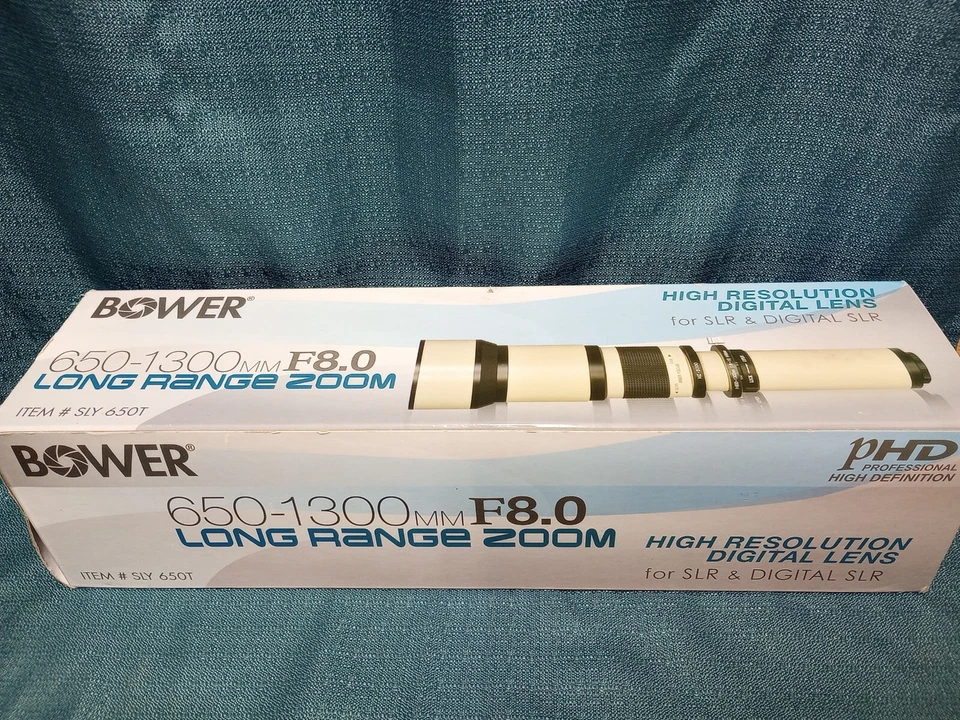 BOWER®
650-1300MM F8.0
LONG RANGE ZOOM
ITEM # SLY 650T
HIGH RESOLUTION
DIGITAL LENS
for SLR & DIGITAL SLR
BOWER®
650-1300MM F8.0
LONG RANGE ZOOM
ITEM # SLY 650T
pHD
PROFESSIONAL
HIGH DEFINITION
HIGH RESOLUTION
DIGITAL LENS
for SLR & DIGITAL SLR